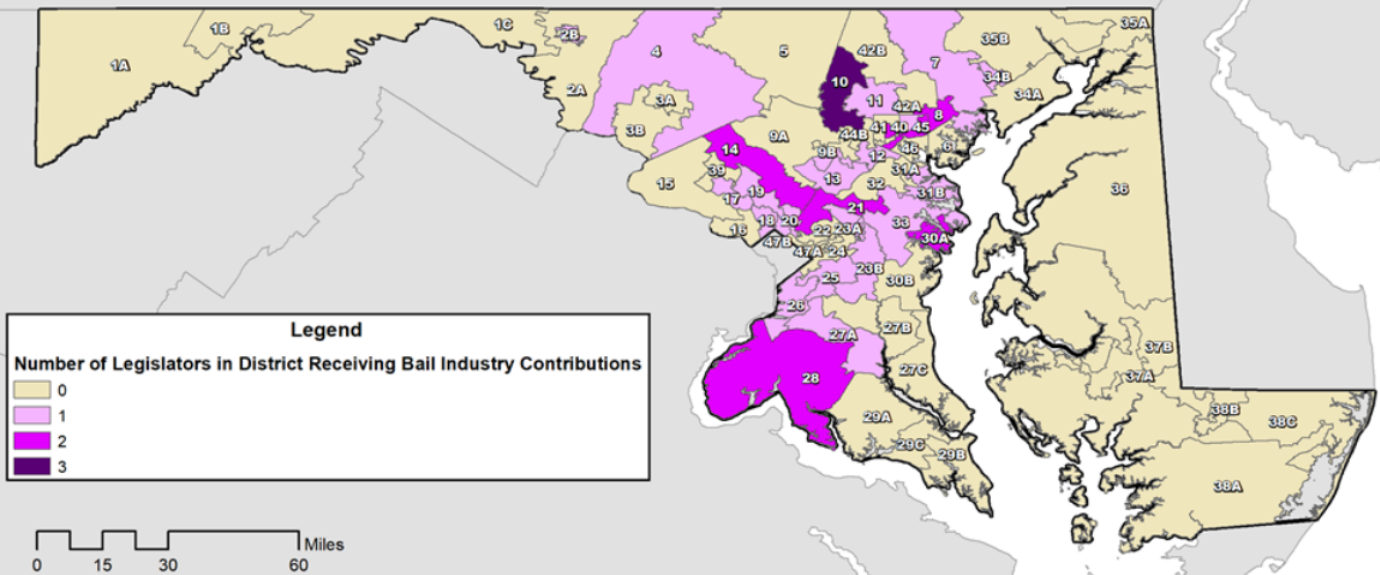 35A
1C
1B
2B
35B
4
5
42B
7
1A
34B
10
2A
34A
3A
11
42A
8
3B
9A
44B
41
40
45
6
46
14
9B
12
39
31A
13
32
15
36
19
31B
17
21
18
20
33
16
22
23A
30A
47B
47A
24
23B
25
30B
26
27A
27B
37B
28
27C
37A
38B
38C
29A
29C
29B
38A
Legend
Number of Legislators in District Receiving Bail Industry Contributions
0
1
2
3
Miles
0 15 30 60